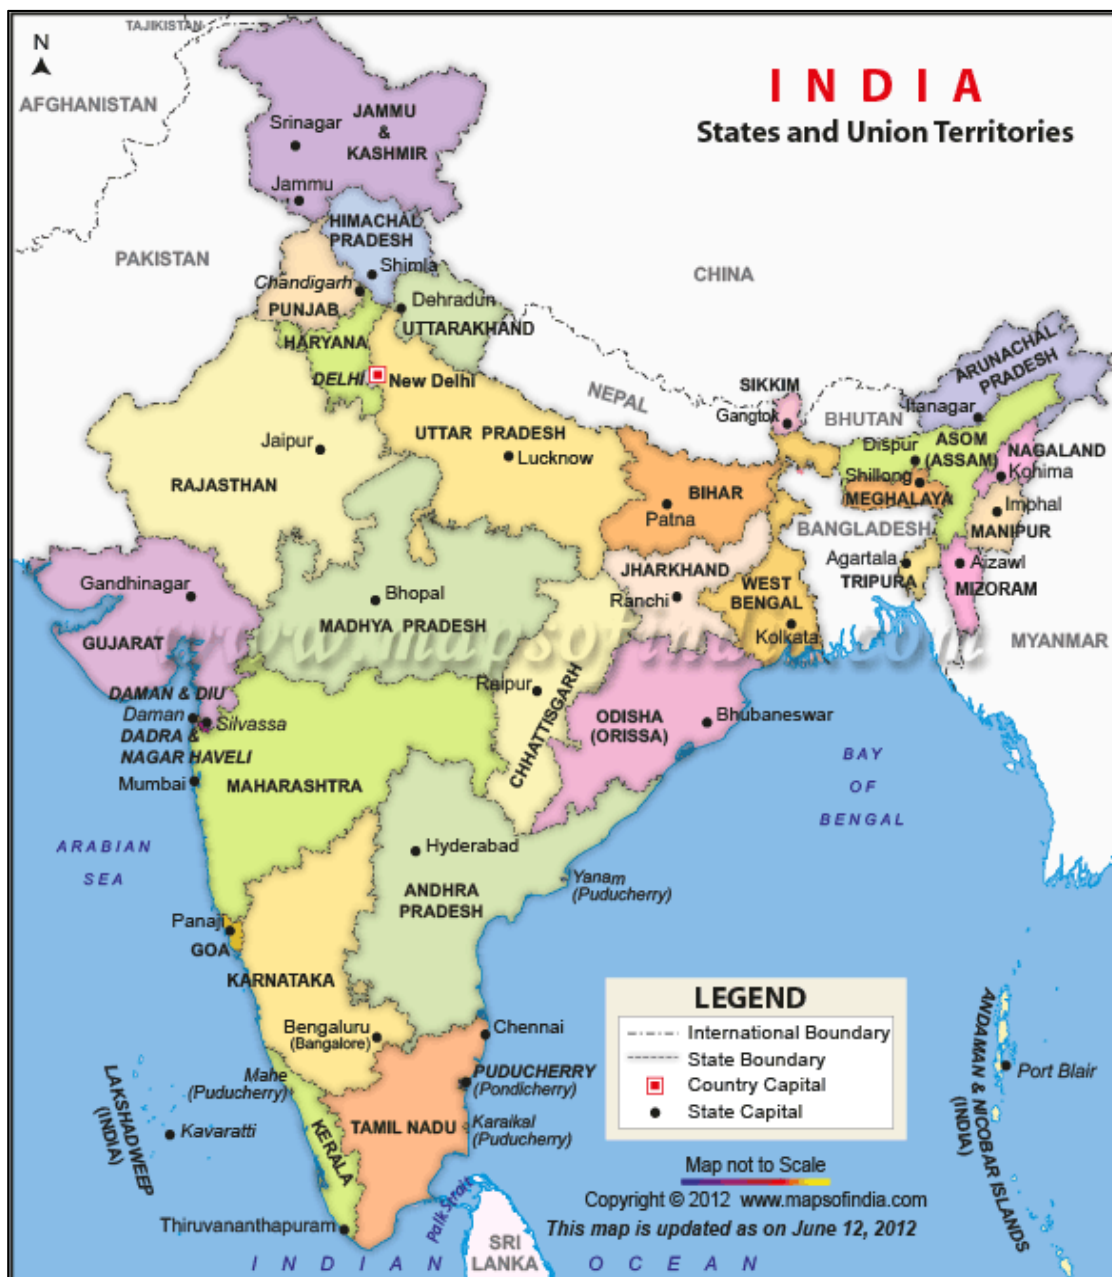 TAJIKISTAN
N
AFGHANISTAN
INDIA
States and Union Territories
JAMMU
&
KASHMIR
Srinagar
Jammu
HIMACHAL
PRADESH
PAKISTAN
Shimla
CHINA
Chandigarh
PUNJAB
Dehradun
UTTARAKHAND
HARYANA
DELHI
New Delhi
NEPAL
SIKKIM
Gangtok
BHUTAN
ARUNACHAL
PRADESH
Itanagar
Jaipur
UTTAR PRADESH
Lucknow
RAJASTHAN
Dispur
ASOM
(ASSAM)
NAGALAND
Kohima
Shillong
MEGHALAYA
BIHAR
Patna
Imphal
MANIPUR
BANGLADESH
Agartala
TRIPURA
Aizawl
MIZORAM
JHARKHAND
Ranchi
WEST
BENGAL
Kolkata
Gandhinagar
GUJARAT
Bhopal
MADHYA PRADESH
www.mapsofindia.com
MYANMAR
Raipur
CHHATTISGARH
DAMAN & DIU
Daman
Silvassa
DADRA &
NAGAR HAVELI
Mumbai
MAHARASHTRA
ODISHA
(ORISSA)
Bhubaneswar
BAY
OF
BENGAL
ARABIAN
SEA
Hyderabad
ANDHRA
PRADESH
Yanam
(Puducherry)
Panaji
GOA
KARNATAKA
Bengaluru
(Bangalore)
Chennai
Mahe
(Puducherry)
PUDUCHERRY
(Pondicherry)
Karaikal
(Puducherry)
TAMIL NADU
KERALA
LAKSHADWEEP
(INDIA)
Kavaratti
Thiruvananthapuram
Palk Strait
SRI
LANKA
INDIAN OCEAN
ANDAMAN & NICOBAR ISLANDS
(INDIA)
Port Blair
LEGEND
International Boundary
State Boundary
Country Capital
State Capital
Map not to Scale
Copyright © 2012 www.mapsofindia.com
This map is updated as on June 12, 2012